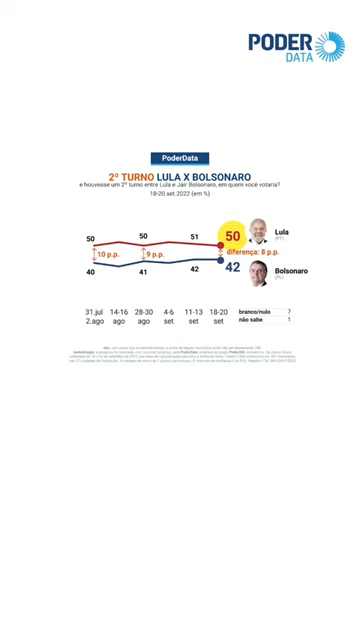 PODER
DATA
PoderData
2º TURNO LULA X BOLSONARO
e houvesse um 2º turno entre Lula e Jair Bolsonaro, em quem você votaria?
18-20.set.2022 (em %)
50 50 51 50
Lula
(PT)
10 p.p. 9 p.p. diferença: 8 p.p.
40 41 42 42
Bolsonaro
(PL)
31.jul 14-16 28-30 4-6 11-13 18-20
2.ago ago ago set set set
branco/nulo 7
não sabe 1